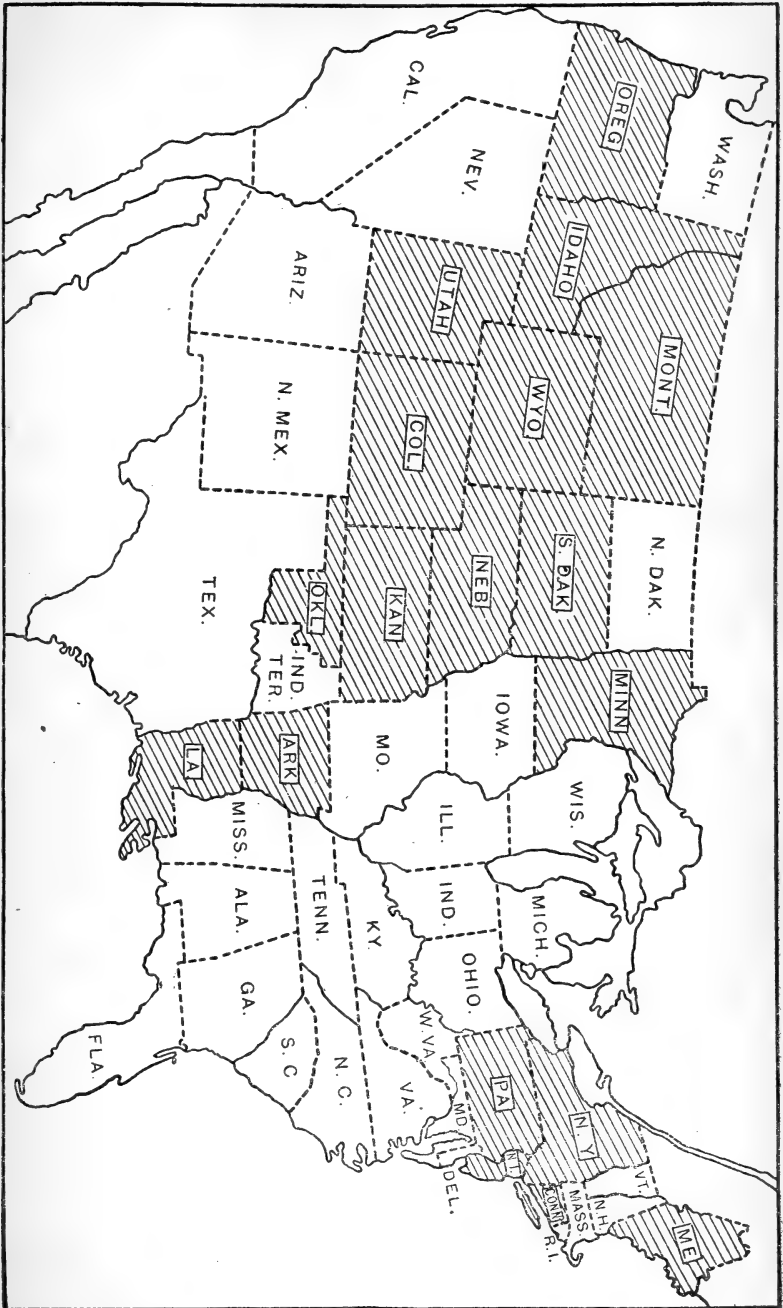 WASH.
OREG
CAL.
NEV.
IDAHO
MONT.
WYO
UTAH
COL.
ARIZ.
N. MEX.
N. DAK.
S. DAK
NEB
KAN
OKL
IND.
TER.
TEX.
MINN
IOWA.
MO.
ARK
LA
WIS.
ILL.
IND.
MICH.
OHIO.
KY.
TENN.
MISS.
ALA.
GA.
FLA.
S. C
N. C.
VA.
W. VA.
MD.
DEL.
PA
N. Y
CONN
R.I.
MASS.
N.H.
VT.
ME